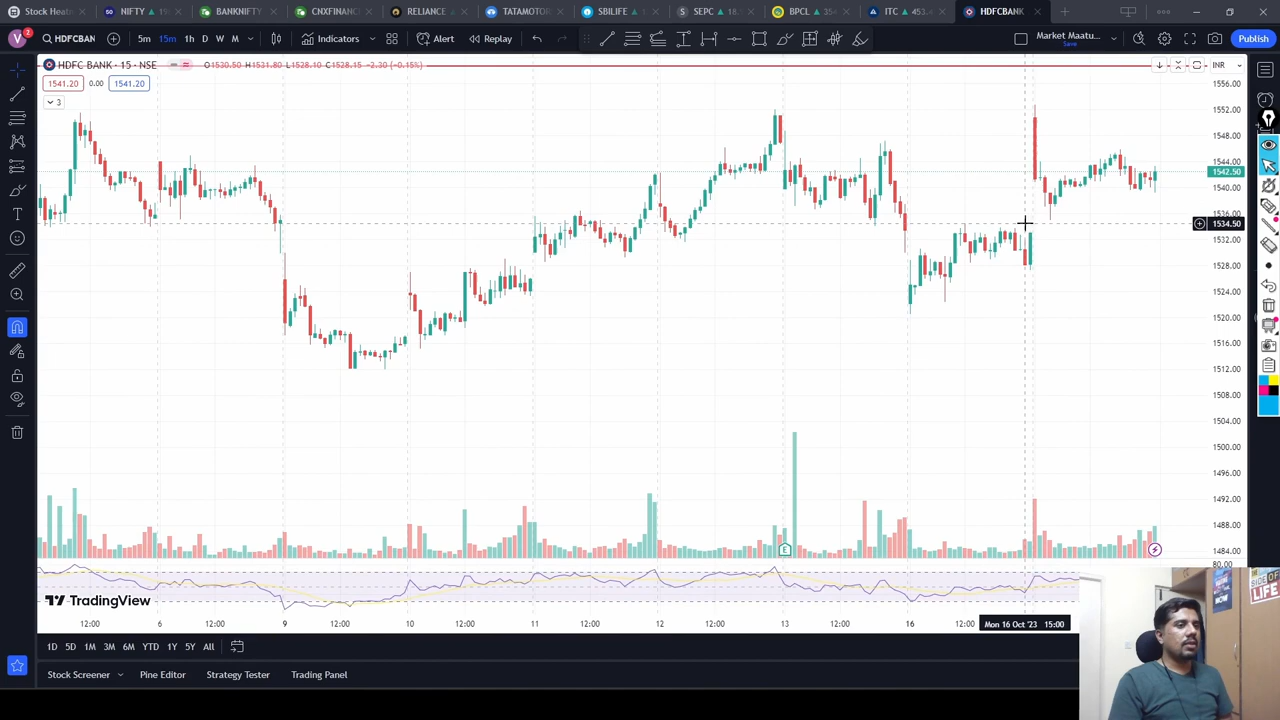 Stock Heat
NIFTY
BANKNIFTY
CNXFINANC
RELIANCE
TATAMOTOR
SBILIFE
SEPC
BPCL
ITC
HDFCBANK
V
2
HDFCBAN
5m
15m
1h
D
W
M
Indicators
Alert
Replay
Market Maatu...
Save
Publish
HDFC BANK · 15 · NSE
O1530.50 H1531.80 L1528.10 C1528.15 -2.30 (-0.15%)
INR
1541.20
0.00
1541.20
3
1556.00
1552.00
1548.00
1544.00
1542.50
1540.00
1536.00
1534.50
1532.00
1528.00
1524.00
1520.00
1516.00
1512.00
1508.00
1504.00
1500.00
1496.00
1492.00
1488.00
1484.00
80.00
E
TradingView
12:00
6
12:00
9
12:00
10
12:00
11
12:00
12
12:00
13
12:00
16
12:00
Mon 16 Oct '23
15:00
1D
5D
1M
3M
6M
YTD
1Y
5Y
All
Stock Screener
Pine Editor
Strategy Tester
Trading Panel
SIDE OF
LIFE